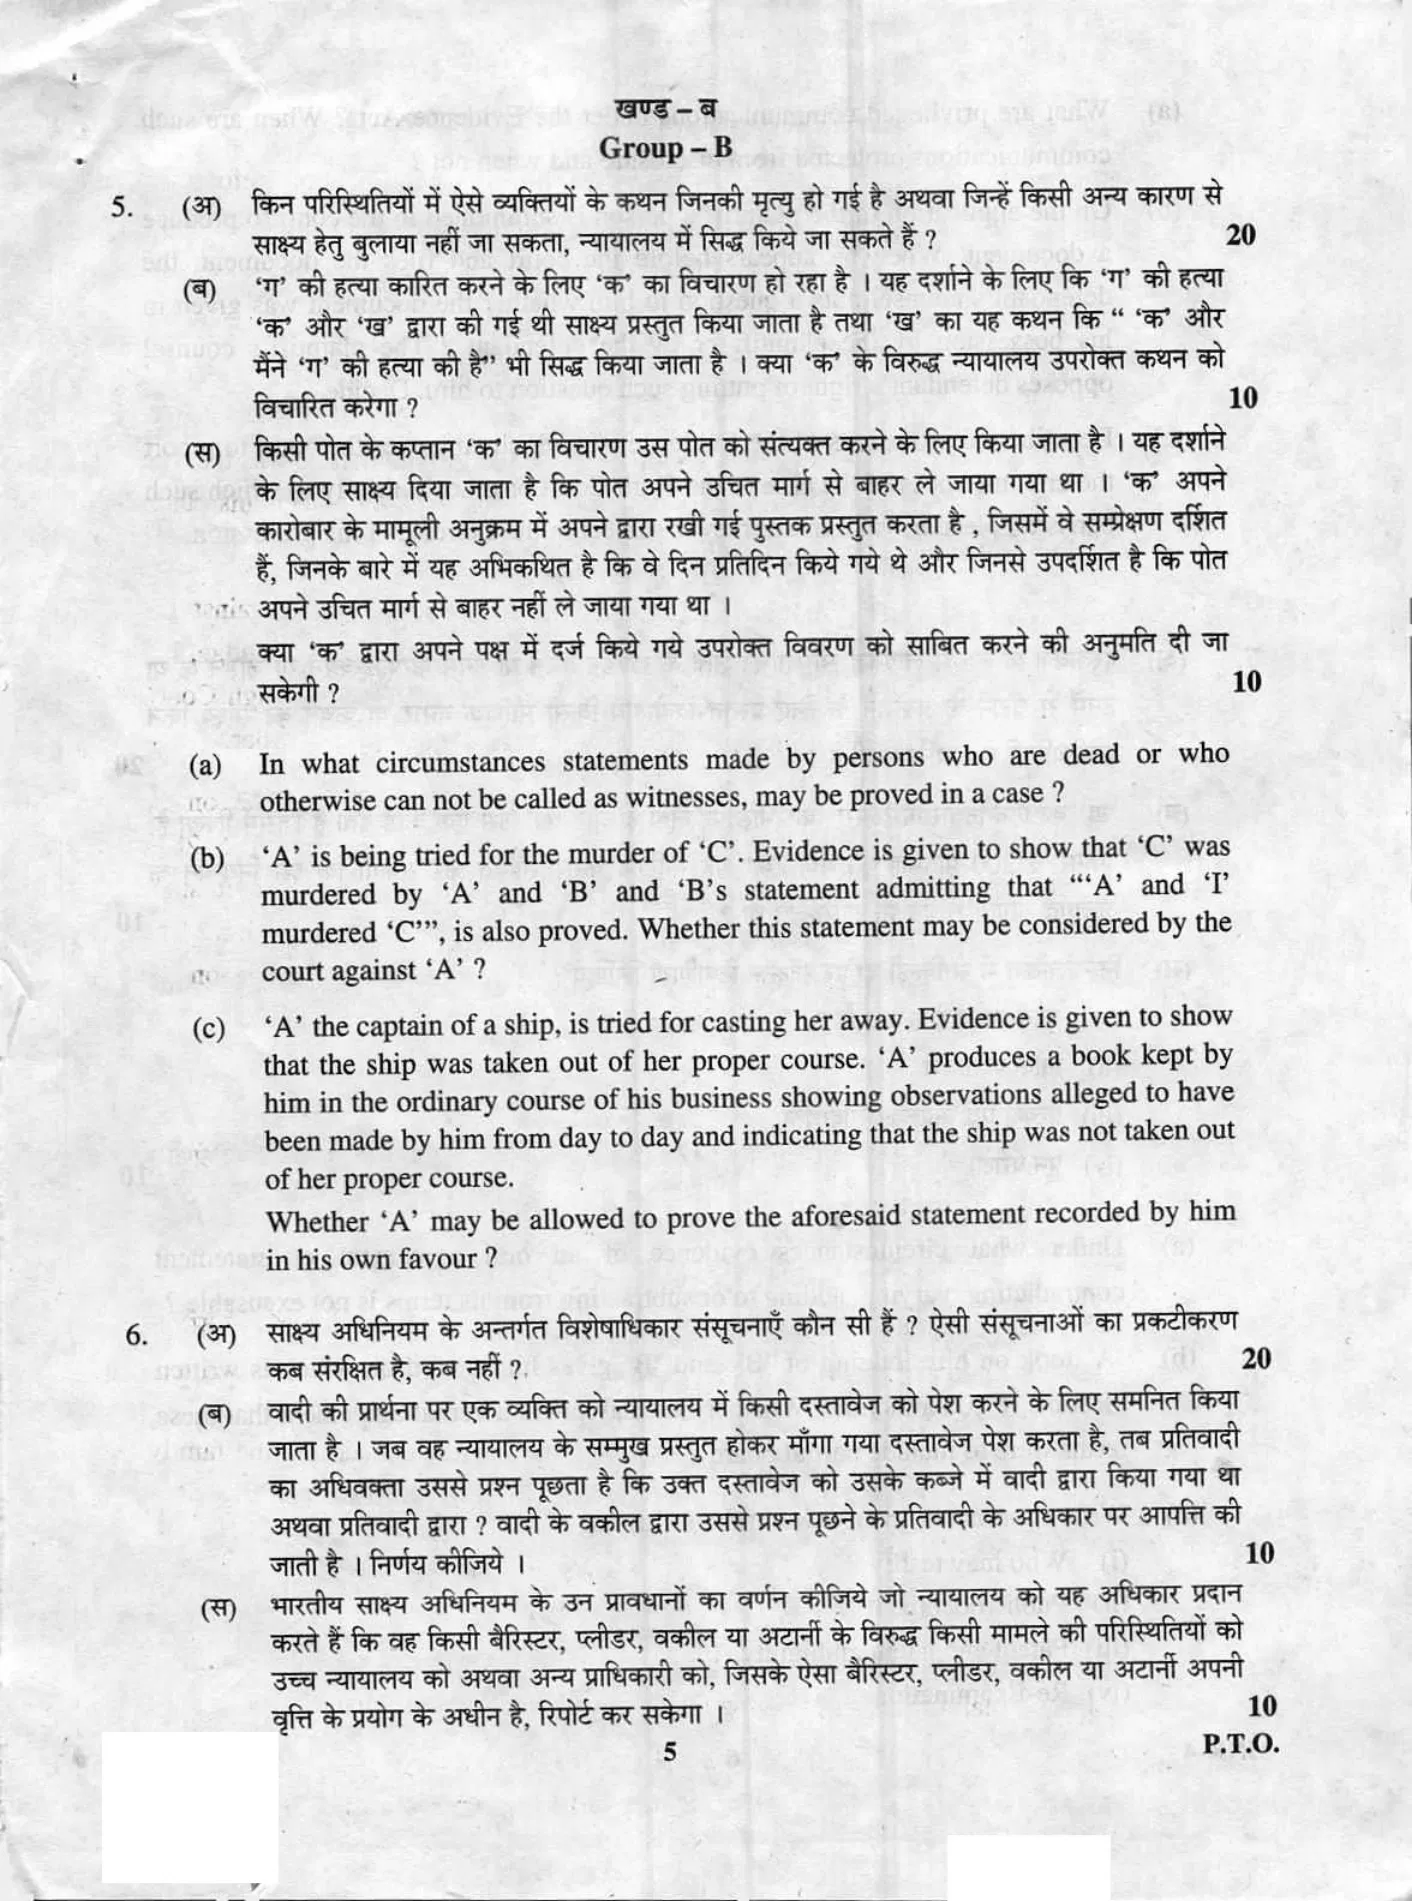 खण्ड – ब
Group – B
5. (अ) किन परिस्थितियों में ऐसे व्यक्तियों के कथन जिनकी मृत्यु हो गई है अथवा जिन्हें किसी अन्य कारण से
साक्ष्य हेतु बुलाया नहीं जा सकता, न्यायालय में सिद्ध किये जा सकते हैं ? 20
(ब) ‘ग’ की हत्या कारित करने के लिए ‘क’ का विचारण हो रहा है । यह दर्शाने के लिए कि ‘ग’ की हत्या
‘क’ और ‘ख’ द्वारा की गई थी साक्ष्य प्रस्तुत किया जाता है तथा ‘ख’ का यह कथन कि “ ‘क’ और
मैंने ‘ग’ की हत्या की है” भी सिद्ध किया जाता है । क्या ‘क’ के विरुद्ध न्यायालय उपरोक्त कथन को
विचारित करेगा ? 10
(स) किसी पोत के कप्तान ‘क’ का विचारण उस पोत को संत्यक्त करने के लिए किया जाता है । यह दर्शाने
के लिए साक्ष्य दिया जाता है कि पोत अपने उचित मार्ग से बाहर ले जाया गया था । ‘क’ अपने
कारोबार के मामूली अनुक्रम में अपने द्वारा रखी गई पुस्तक प्रस्तुत करता है , जिसमें वे सम्प्रेक्षण दर्शित
हैं, जिनके बारे में यह अभिकथित है कि वे दिन प्रतिदिन किये गये थे और जिनसे उपदर्शित है कि पोत
अपने उचित मार्ग से बाहर नहीं ले जाया गया था ।
क्या ‘क’ द्वारा अपने पक्ष में दर्ज किये गये उपरोक्त विवरण को साबित करने की अनुमति दी जा
सकेगी ? 10
(a) In what circumstances statements made by persons who are dead or who
otherwise can not be called as witnesses, may be proved in a case ?
(b) ‘A’ is being tried for the murder of ‘C’. Evidence is given to show that ‘C’ was
murdered by ‘A’ and ‘B’ and ‘B’s statement admitting that “‘A’ and ‘I’
murdered ‘C’”, is also proved. Whether this statement may be considered by the
court against ‘A’ ?
(c) ‘A’ the captain of a ship, is tried for casting her away. Evidence is given to show
that the ship was taken out of her proper course. ‘A’ produces a book kept by
him in the ordinary course of his business showing observations alleged to have
been made by him from day to day and indicating that the ship was not taken out
of her proper course.
Whether ‘A’ may be allowed to prove the aforesaid statement recorded by him
in his own favour ?
6. (अ) साक्ष्य अधिनियम के अन्तर्गत विशेषाधिकार संसूचनाएँ कौन सी हैं ? ऐसी संसूचनाओं का प्रकटीकरण
कब संरक्षित है, कब नहीं ? 20
(ब) वादी की प्रार्थना पर एक व्यक्ति को न्यायालय में किसी दस्तावेज को पेश करने के लिए समनित किया
जाता है । जब वह न्यायालय के सम्मुख प्रस्तुत होकर माँगा गया दस्तावेज पेश करता है, तब प्रतिवादी
का अधिवक्ता उससे प्रश्न पूछता है कि उक्त दस्तावेज को उसके कब्जे में वादी द्वारा किया गया था
अथवा प्रतिवादी द्वारा ? वादी के वकील द्वारा उससे प्रश्न पूछने के प्रतिवादी के अधिकार पर आपत्ति की
जाती है । निर्णय कीजिये । 10
(स) भारतीय साक्ष्य अधिनियम के उन प्रावधानों का वर्णन कीजिये जो न्यायालय को यह अधिकार प्रदान
करते हैं कि वह किसी बैरिस्टर, प्लीडर, वकील या अटार्नी के विरुद्ध किसी मामले की परिस्थितियों को
उच्च न्यायालय को अथवा अन्य प्राधिकारी को, जिसके ऐसा बैरिस्टर, प्लीडर, वकील या अटार्नी अपनी
वृत्ति के प्रयोग के अधीन है, रिपोर्ट कर सकेगा । 10
5 P.T.O.